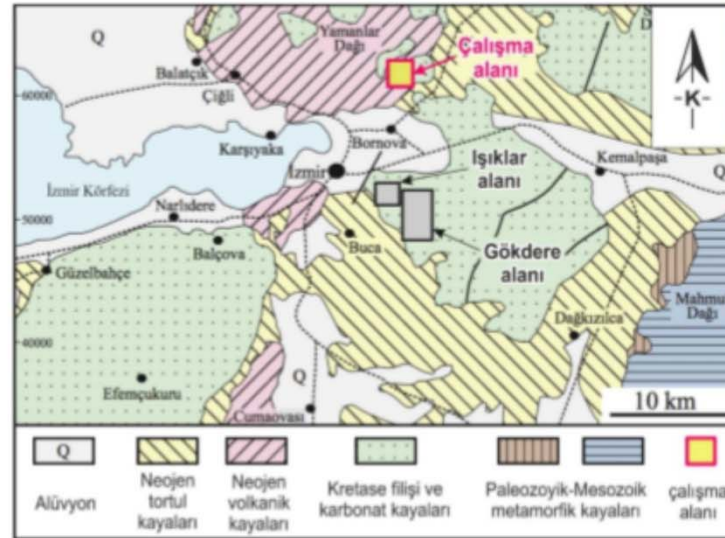 Q
Yamanlar
Dağı
Çalışma
alanı
Balatçık
Çiğli
60000
Karşıyaka
Bornova
-K-
İzmir
Işıklar
alanı
Kemalpaşa
Q
İzmir Körfezi
Narlıdere
50000
Balçova
Buca
Gökdere
alanı
Güzelbahçe
Mahmu
Dağı
Dağkızılca
40000
Efemçukuru
Q
Cumaovası
10 km
Q
Alüvyon
Neojen
tortul
kayaları
Neojen
volkanik
kayaları
Kretase filişi ve
karbonat kayaları
Paleozoyik-Mesozoik
metamorfik kayaları
çalışma
alanı